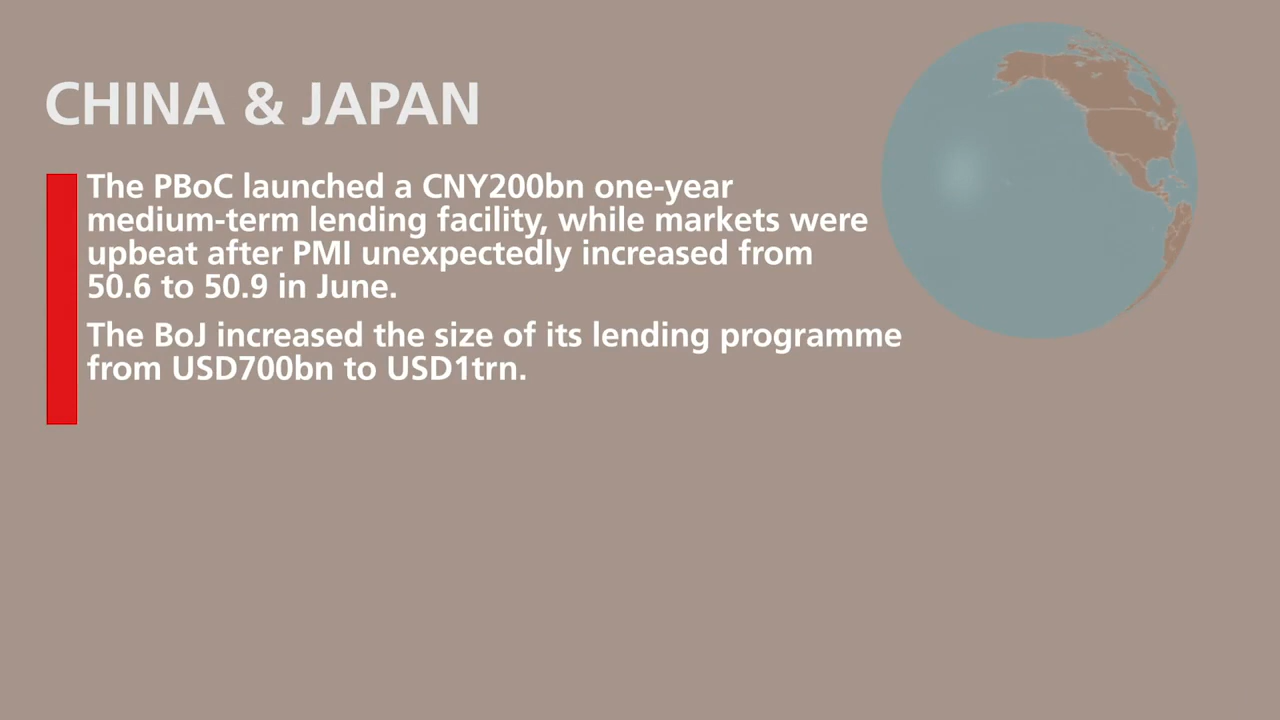 CHINA & JAPAN
The PBoC launched a CNY200bn one-year
medium-term lending facility, while markets were
upbeat after PMI unexpectedly increased from
50.6 to 50.9 in June.
The BoJ increased the size of its lending programme
from USD700bn to USD1trn.